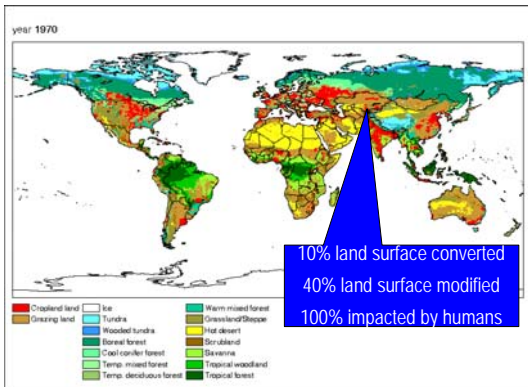 year 1970
10% land surface converted
40% land surface modified
100% impacted by humans
Cropland land
Grazing land
Ice
Tundra
Wooded tundra
Boreal forest
Cool conifer forest
Temp. mixed forest
Temp. deciduous forest
Warm mixed forest
Grassland/Steppe
Hot desert
Scrubland
Savanna
Tropical woodland
Tropical forest